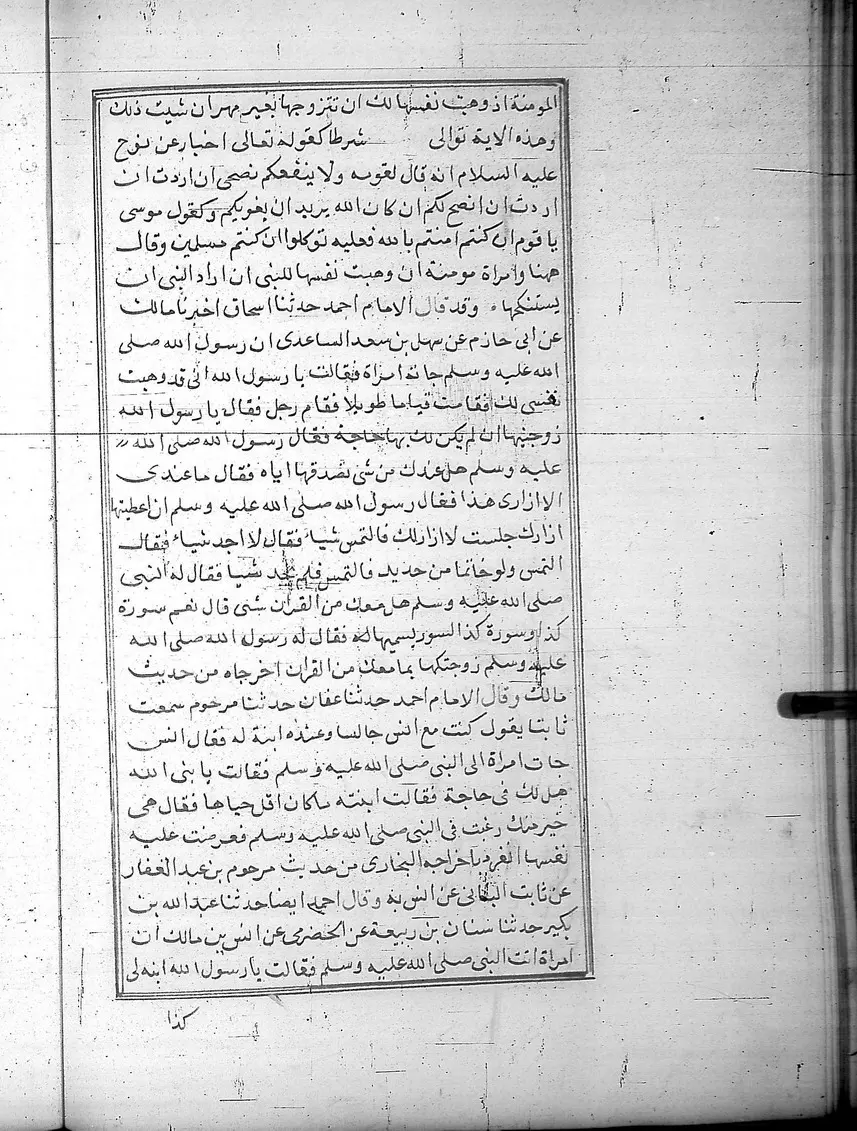 المومنة اذ وهبت نفسها لك ان تتزوجها بغير مهر ان شيت ذلك
وهذه الاية توالى شرطا كقوله تعالى اخبار عن نوح
عليه السلام انه قال لقومه ولا ينفعكم نصحى ان اردت ان
اردت ان انصح لكم ان كان الله يريد ان يغويكم وكقول موسى
يا قوم ان كنتم امنتم بالله فعليه توكلوا ان كنتم مسلمين وقال
ههنا وامراة مومنة ان وهبت نفسها للنبى ان اراد النبى ان
يستنكحها ٭ وقد قال الامام احمد حدثنا اسحاق اخبرنا مالك
عن ابى حازم عن سهل بن سعد الساعدى ان رسول الله صلى
الله عليه وسلم جاته امراة فقالت يا رسول الله انى قد وهبت
نفسى لك فقامت قياما طويلا فقام رجل فقال يا رسول الله
زوجنيها ان لم يكن لك بها حاجة فقال رسول الله صلى الله
عليه وسلم هل عندك من شى تصدقها اياه فقال ما عندى
الا ازارى هذا فقال رسول الله صلى الله عليه وسلم ان اعطيتها
ازارك جلست لا ازار لك فالتمس شياء فقال لا اجد شياء فقال
التمس ولو خاتما من حديد فالتمس فلم يجد شيا فقال له النبى
صلى الله عليه وسلم هل معك من القران شى قال نعم سورة
كذا وسورة كذا السور يسميها له فقال له رسول الله صلى الله
عليه وسلم زوجتكها بما معك من القران اخرجاه من حديث
مالك وقال الامام احمد حدثنا عفان حدثنا مرحوم سمعت
ثابتا يقول كنت مع انس جالسا وعنده ابنة له فقال انس
جات امراة الى النبى صلى الله عليه وسلم فقالت يا نبى الله
هل لك فى حاجة فقالت ابنته ما كان اقل حياها فقال هى
خير منك رغبت فى النبى صلى الله عليه وسلم فعرضت عليه
نفسها انفرد باخراجه البخارى من حديث مرحوم بن عبد الغفار
عن ثابت البنانى عن انس به وقال احمد ايضا حدثنا عبد الله بن
بكير حدثنا سنان بن ربيعة عن الحضرمى عن انس بن مالك ان
امراة اتت النبى صلى الله عليه وسلم فقالت يا رسول الله ابنه لى
كذا